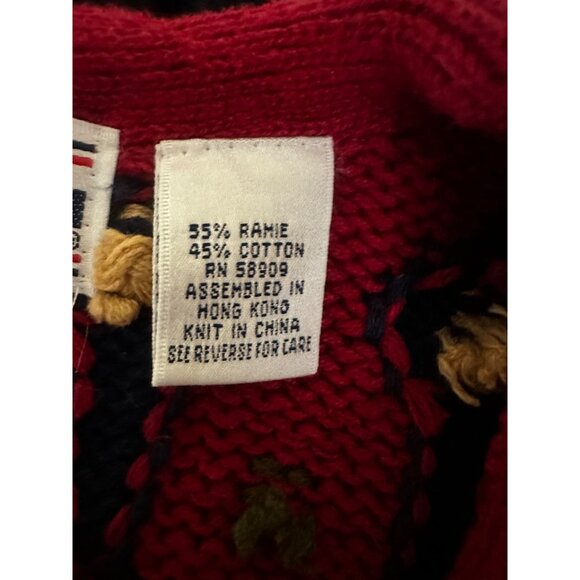 55% RAMIE
45% COTTON
RN 58909
ASSEMBLED IN
HONG KONG
KNIT IN CHINA
SEE REVERSE FOR CARE